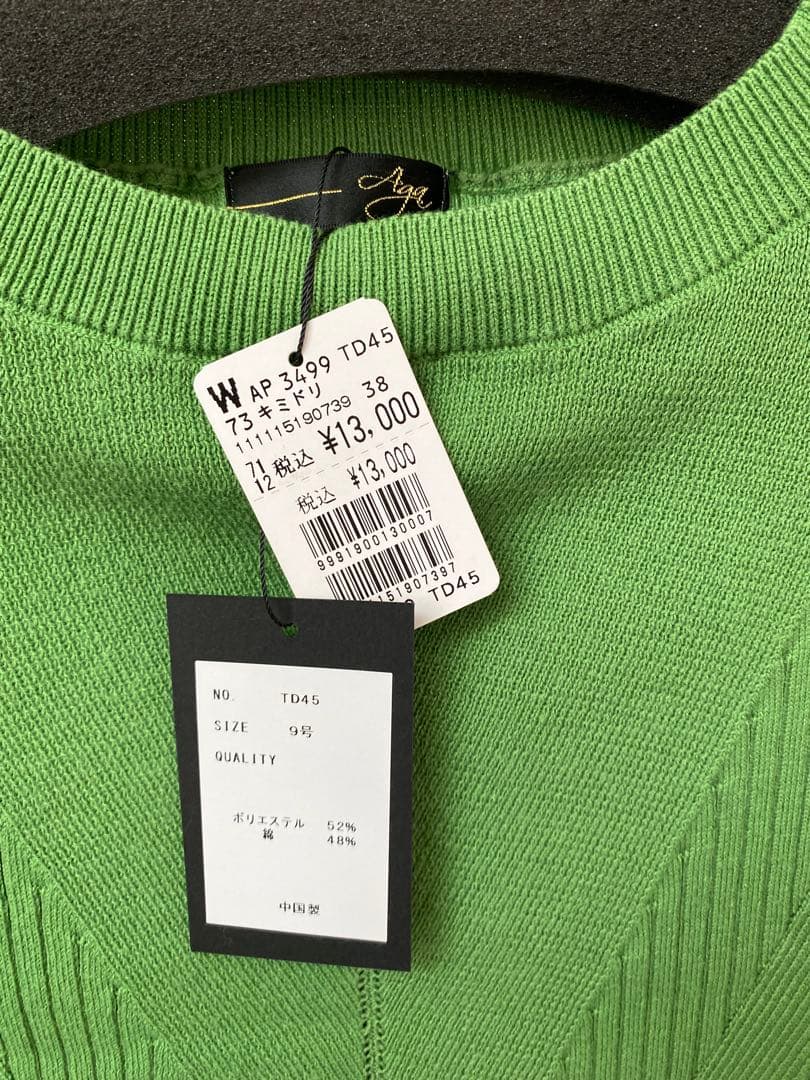 Aga
W AP 3499 TD45
73 キミドリ
111115190739 38
71 12 税込 ¥13,000
税込 ¥13,000
9991900130007
51907397
TD45
NO. TD45
SIZE 9号
QUALITY
ポリエステル 52%
綿 48%
中国製